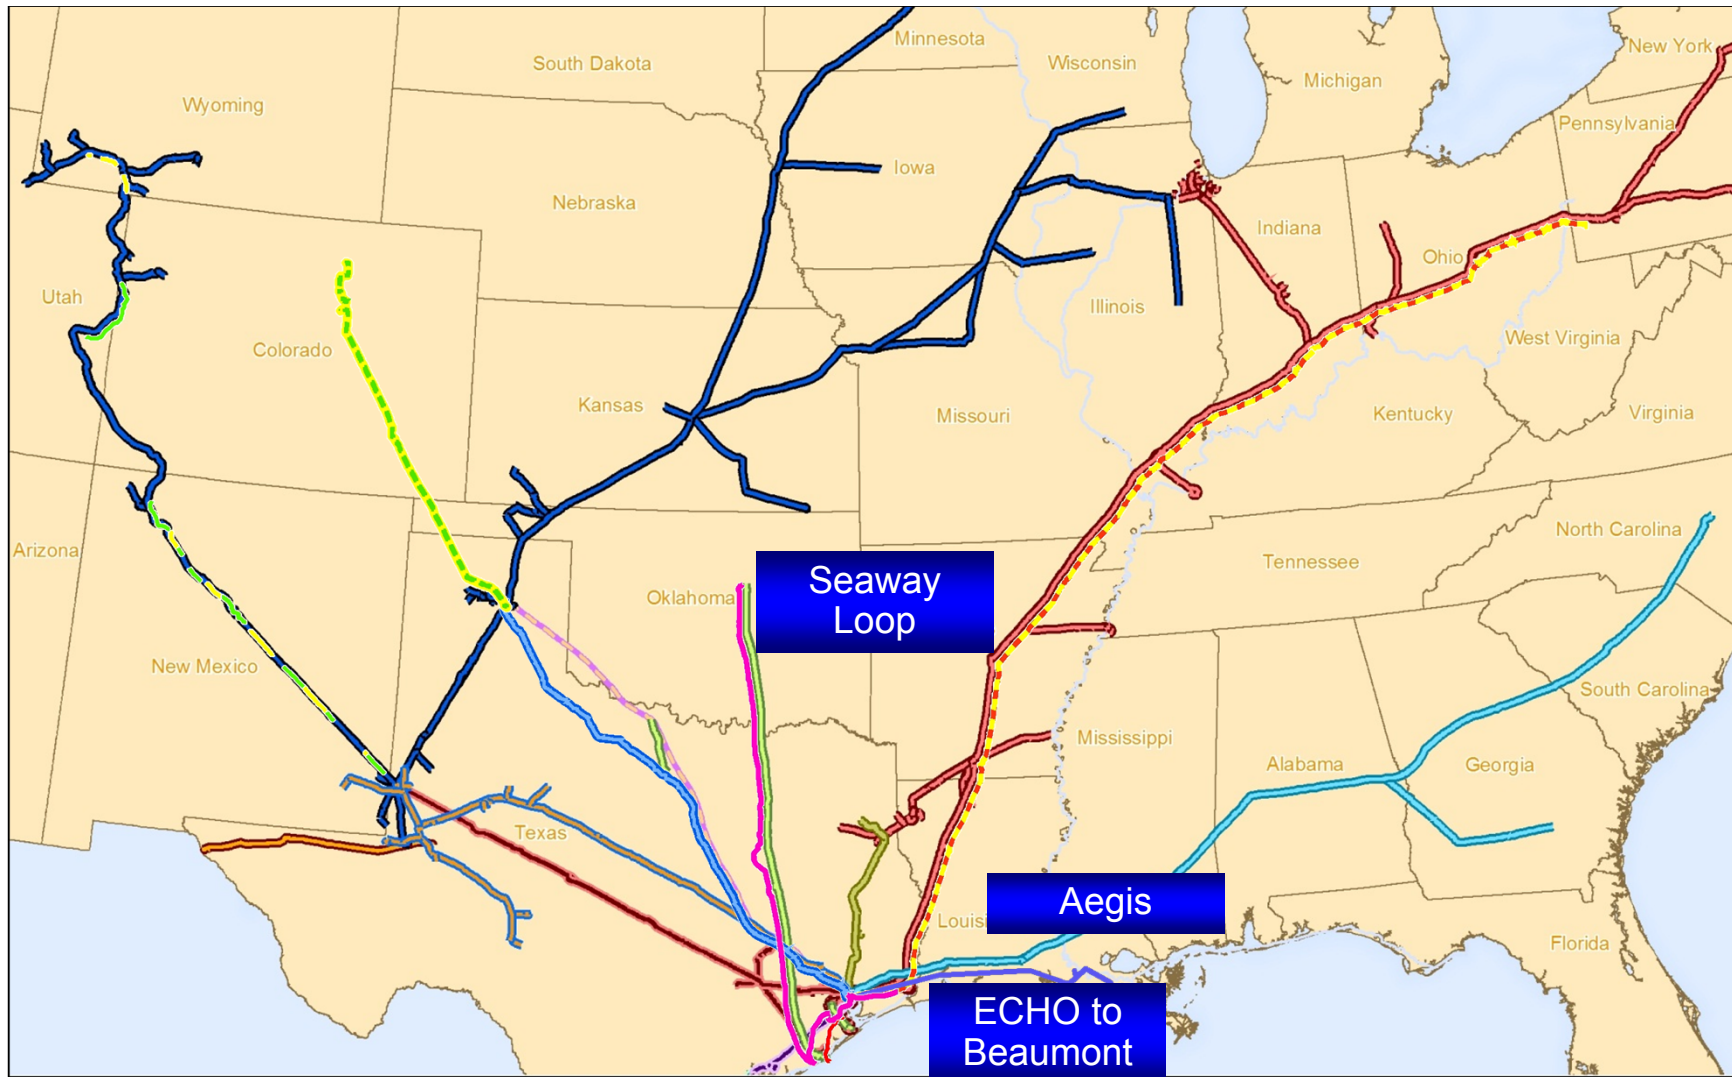 Minnesota
New York
South Dakota
Wisconsin
Michigan
Wyoming
Pennsylvania
Iowa
Nebraska
Indiana
Ohio
Utah
Illinois
Colorado
West Virginia
Kansas
Missouri
Kentucky
Virginia
North Carolina
Arizona
Tennessee
Seaway
Loop
Oklahoma
New Mexico
South Carolina
Mississippi
Alabama
Georgia
Texas
Aegis
Louisi
Florida
ECHO to
Beaumont